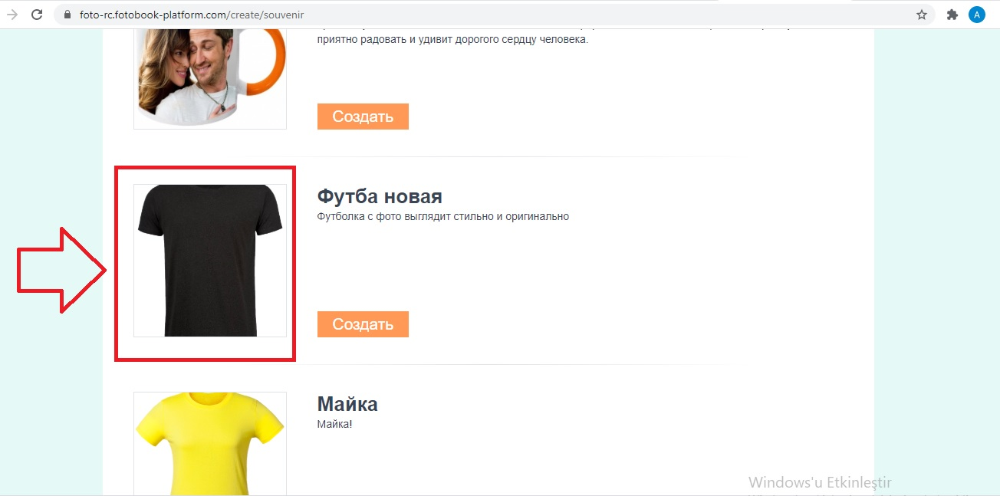 foto-rc.fotobook-platform.com/create/souvenir
A
приятно радовать и удивит дорогого сердцу человека.
Создать
Футба новая
Футболка с фото выглядит стильно и оригинально
Создать
Майка
Майка!
Windows'u Etkinleştir